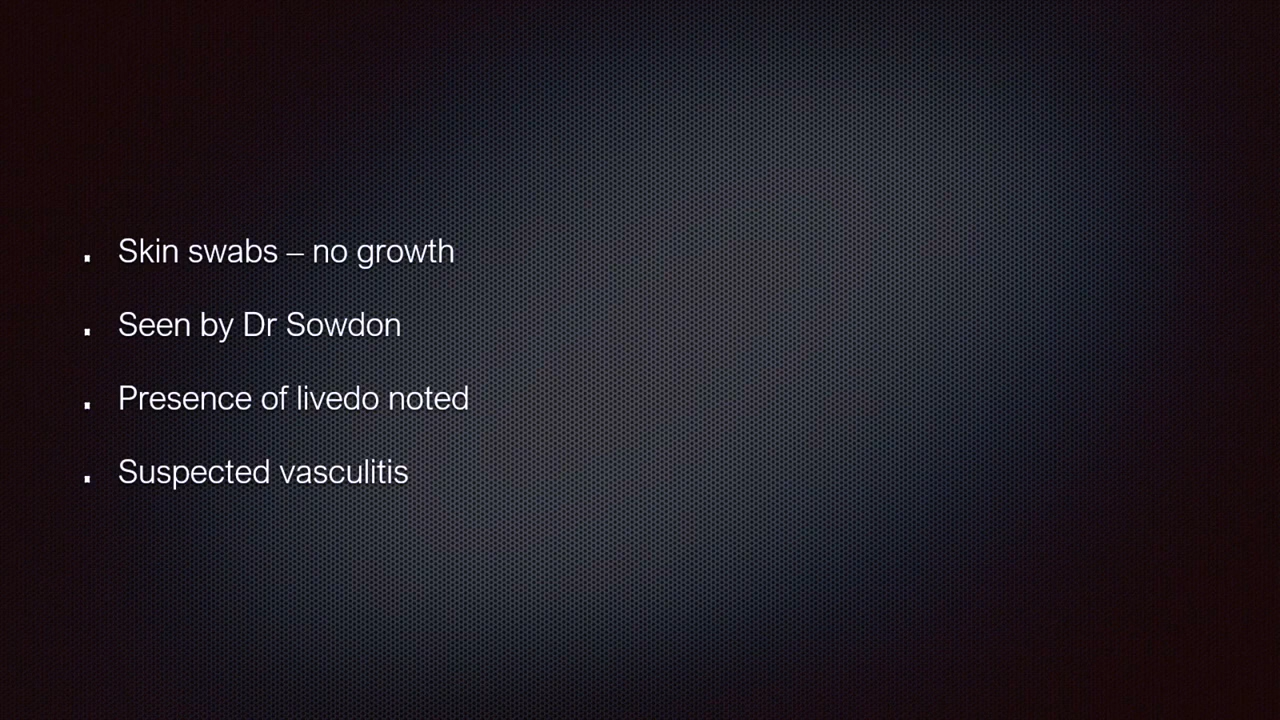 . Skin swabs – no growth
. Seen by Dr Sowdon
. Presence of livedo noted
. Suspected vasculitis